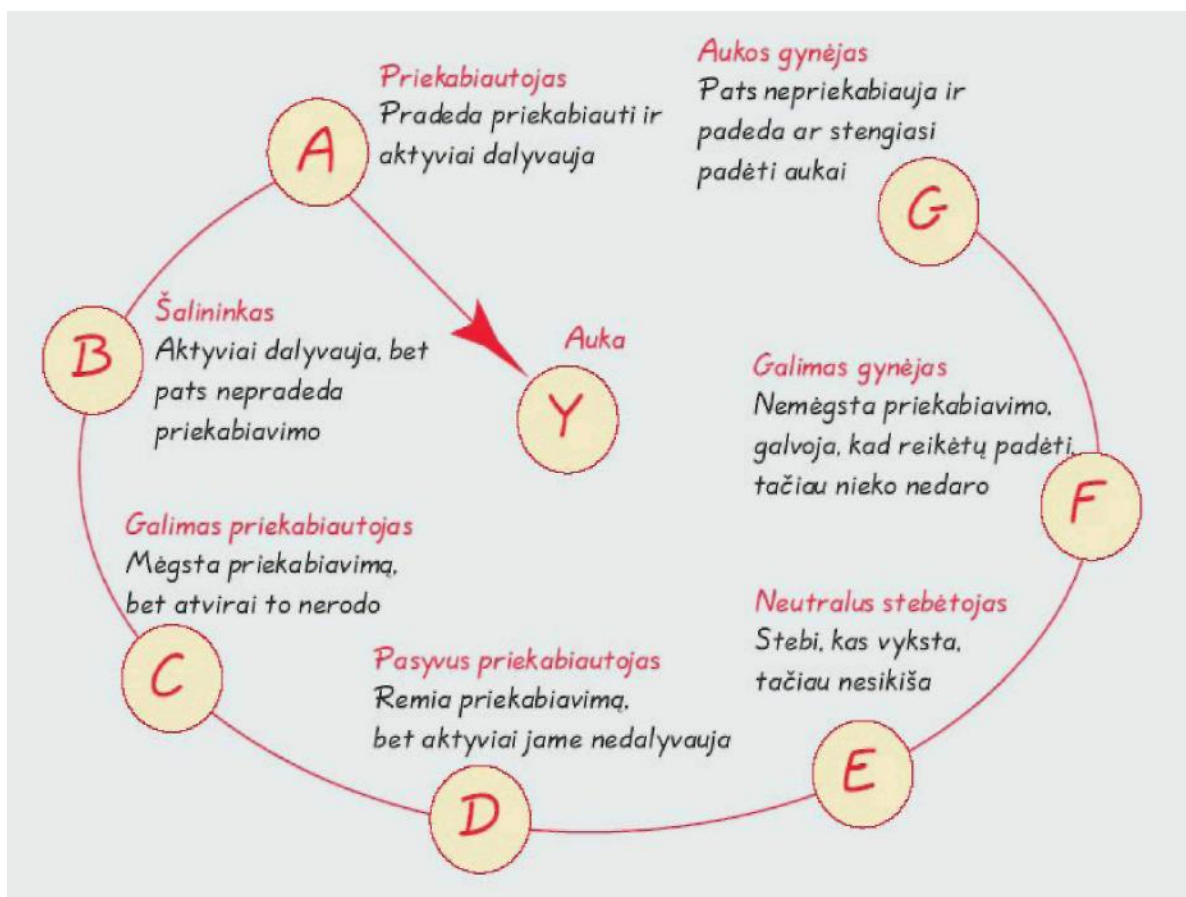 A
Priekabiautojas
Pradeda priekabiauti ir
aktyviai dalyvauja
B
Šalininkas
Aktyviai dalyvauja, bet
pats nepradeda
priekabiavimo
C
Galimas priekabiautojas
Mėgsta priekabiavimą,
bet atvirai to nerodo
D
Pasyvus priekabiautojas
Remia priekabiavimą,
bet aktyviai jame nedalyvauja
E
Neutralus stebėtojas
Stebi, kas vyksta,
tačiau nesikiša
F
Galimas gynėjas
Nemėgsta priekabiavimo,
galvoja, kad reikėtų padėti,
tačiau nieko nedaro
G
Aukos gynėjas
Pats nepriekabiauja ir
padeda ar stengiasi
padėti aukai
Auka
Y